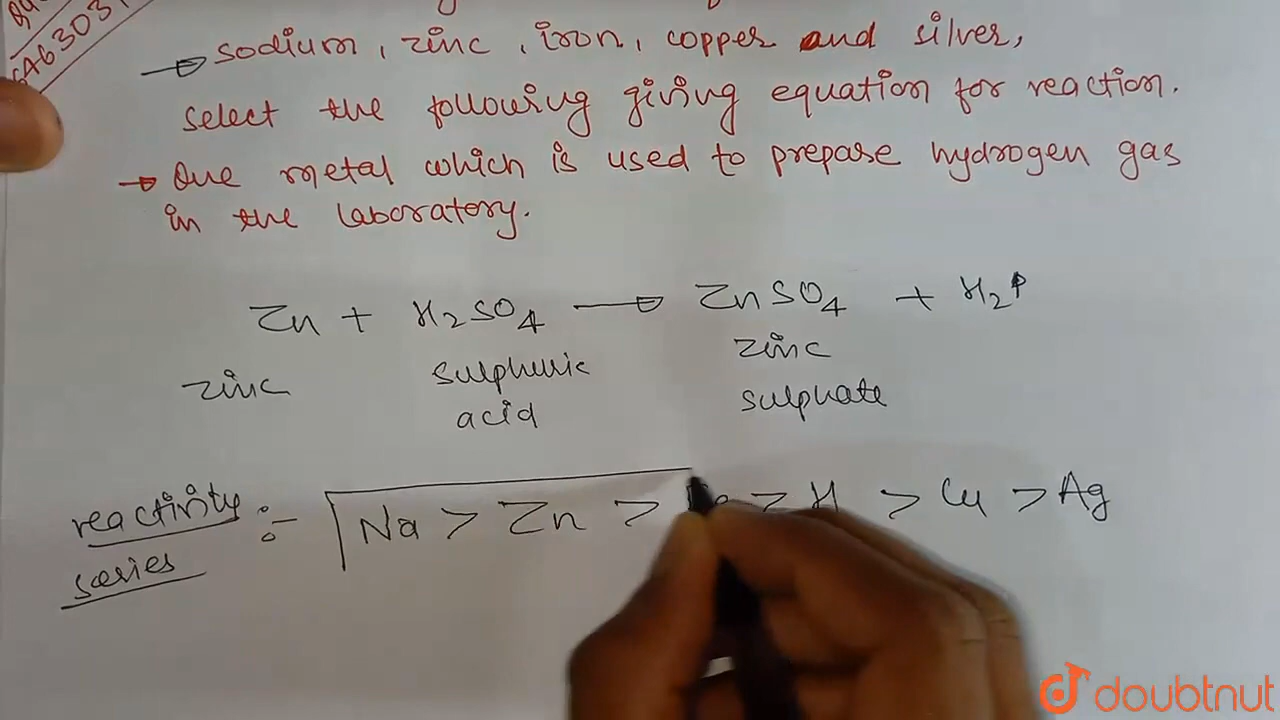 CA6303
→ sodium, zinc, iron, copper and silver,
select the following giving equation for reaction.
→ One metal which is used to prepare hydrogen gas
in the laboratory.
Zn + H₂SO₄ → ZnSO₄ + H₂↑
zinc sulphuric zinc
acid sulphate
reactivity :- Na > Zn > > H > Cu > Ag
series
doubtnut